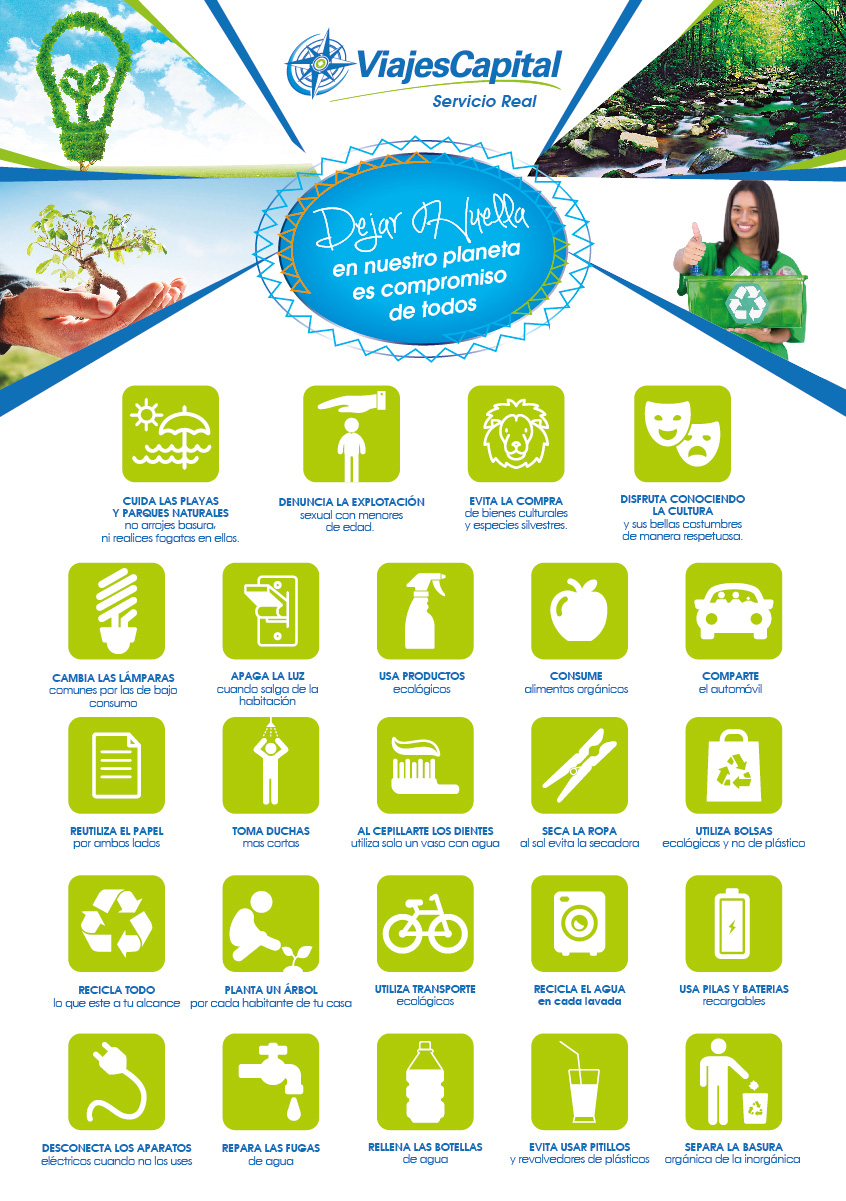 ViajesCapital
Servicio Real
Dejar Huella
en nuestro planeta
es compromiso
de todos
CUIDA LAS PLAYAS
Y PARQUES NATURALES
no arrojes basura,
ni realices fogatas en ellos.
DENUNCIA LA EXPLOTACIÓN
sexual con menores
de edad.
EVITA LA COMPRA
de bienes culturales
y especies silvestres.
DISFRUTA CONOCIENDO
LA CULTURA
y sus bellas costumbres
de manera respetuosa.
CAMBIA LAS LÁMPARAS
comunes por las de bajo
consumo
APAGA LA LUZ
cuando salga de la
habitación
USA PRODUCTOS
ecológicos
CONSUME
alimentos orgánicos
COMPARTE
el automóvil
REUTILIZA EL PAPEL
por ambos lados
TOMA DUCHAS
mas cortas
AL CEPILLARTE LOS DIENTES
utiliza solo un vaso con agua
SECA LA ROPA
al sol evita la secadora
UTILIZA BOLSAS
ecológicas y no de plástico
RECICLA TODO
lo que este a tu alcance
PLANTA UN ÁRBOL
por cada habitante de tu casa
UTILIZA TRANSPORTE
ecológicos
RECICLA EL AGUA
en cada lavada
USA PILAS Y BATERIAS
recargables
DESCONECTA LOS APARATOS
eléctricos cuando no los uses
REPARA LAS FUGAS
de agua
RELLENA LAS BOTELLAS
de agua
EVITA USAR PITILLOS
y revolvedores de plásticos
SEPARA LA BASURA
orgánica de la inorgánica